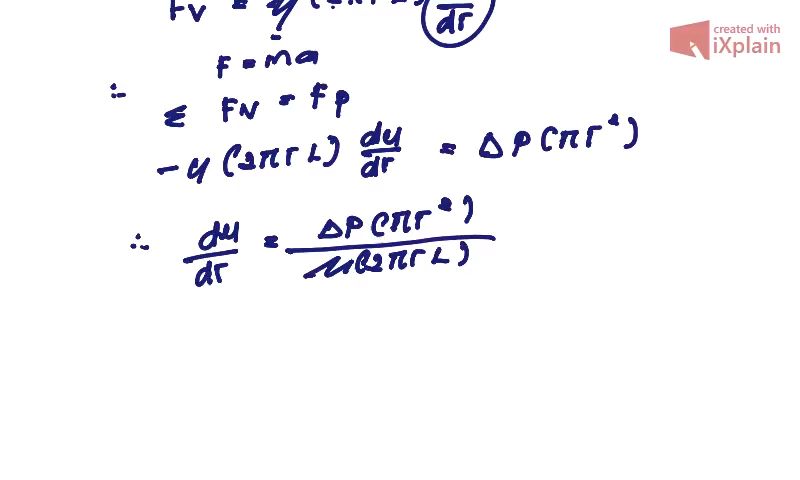 Fv = μ (2πrL) du/dr
created with
iXplain
F = ma
∴
Σ Fv = Fp
- μ (2πrL) du/dr = ΔP(πr²)
∴ du/dr = ΔP(πr²) / μ(2πrL)